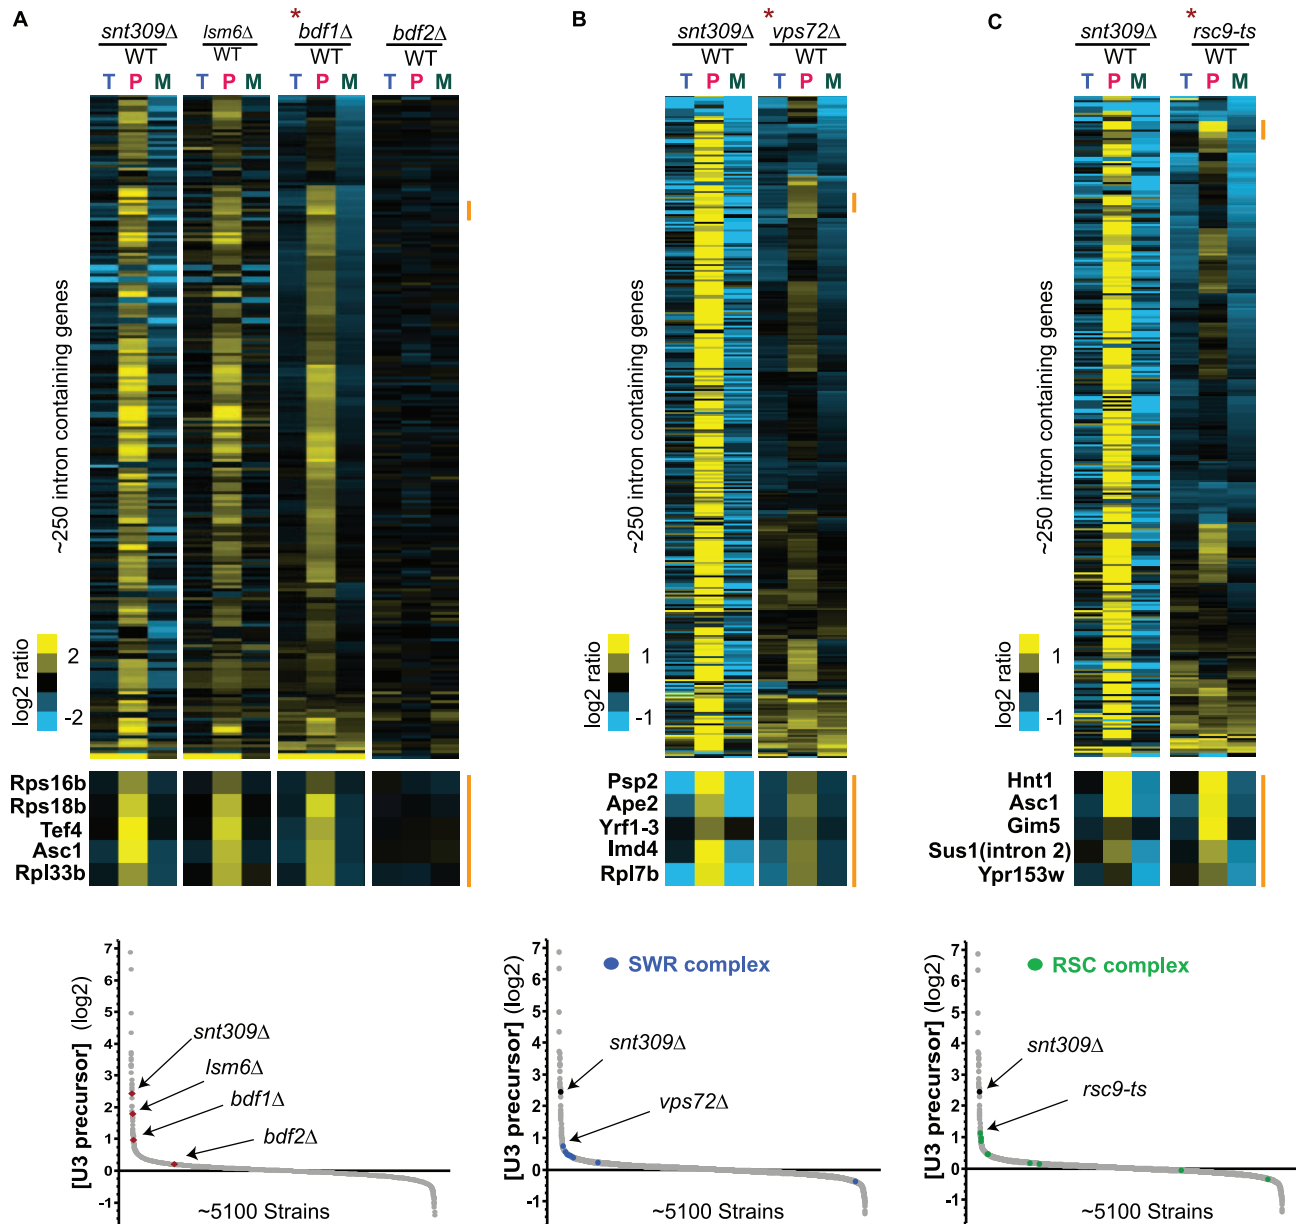 A
snt309Δ lsm6Δ * bdf1Δ bdf2Δ
WT WT WT WT
T P M T P M T P M T P M
~250 intron containing genes
log2 ratio
2
-2
Rps16b
Rps18b
Tef4
Asc1
Rpl33b
[U3 precursor] (log2)
7
6
5
4
3
2
1
0
-1
snt309Δ
lsm6Δ
bdf1Δ
bdf2Δ
~5100 Strains
B
snt309Δ * vps72Δ
WT WT
T P M T P M
~250 intron containing genes
log2 ratio
1
-1
Psp2
Ape2
Yrf1-3
Imd4
Rpl7b
[U3 precursor] (log2)
7
6
5
4
3
2
1
0
-1
SWR complex
snt309Δ
vps72Δ
~5100 Strains
C
snt309Δ * rsc9-ts
WT WT
T P M T P M
~250 intron containing genes
log2 ratio
1
-1
Hnt1
Asc1
Gim5
Sus1(intron 2)
Ypr153w
[U3 precursor] (log2)
7
6
5
4
3
2
1
0
-1
RSC complex
snt309Δ
rsc9-ts
~5100 Strains